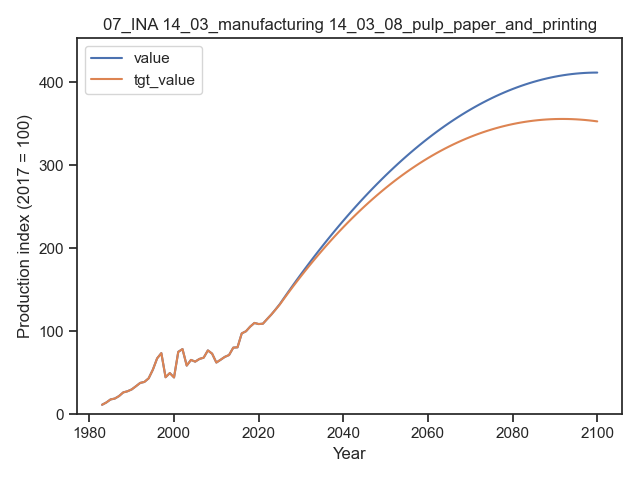 07_INA 14_03_manufacturing 14_03_08_pulp_paper_and_printing
value
tgt_value
Production index (2017 = 100)
400
300
200
100
0
1980
2000
2020
2040
2060
2080
2100
Year